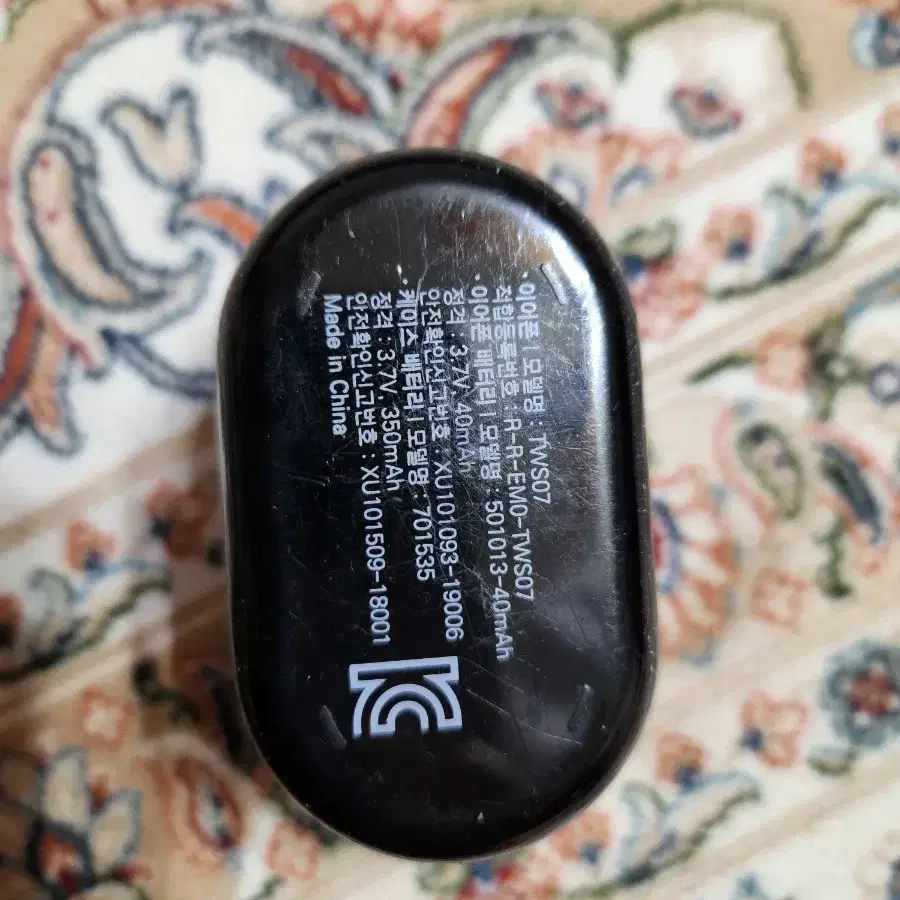 ·이어폰 | 모델명 : TWS07
적합등록번호 : R-R-EM0-TWS07
·이어폰 배터리 | 모델명 : 501013-40mAh
정격 : 3.7V, 40mAh
안전확인신고번호 : XU101093-19006
·케이스 배터리 | 모델명 : 701535
정격 : 3.7V, 350mAh
안전확인신고번호 : XU101509-18001
Made in China
KC